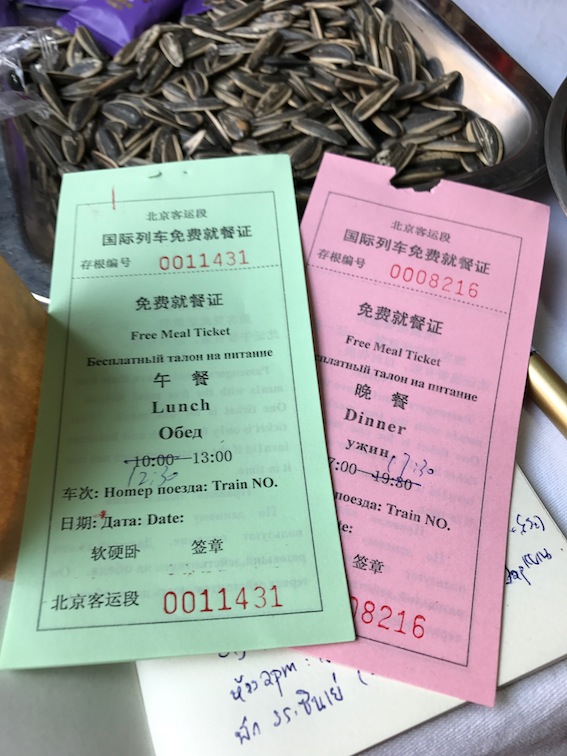 北京客运段
国际列车免费就餐证
存根编号 0011431
免费就餐证
Free Meal Ticket
Бесплатный талон на питание
午 餐
Lunch
Обед
10:00—13:00
12:30
车次: Номер поезда: Train NO.
日期: Дата: Date:
软硬卧 签章
北京客运段 0011431
北京客运段
国际列车免费就餐证
存根编号 0008216
免费就餐证
Free Meal Ticket
талон на питание
晚 餐
Dinner
ужин
7:00—19:80
17:30
поезда: Train NO.
签章
08216